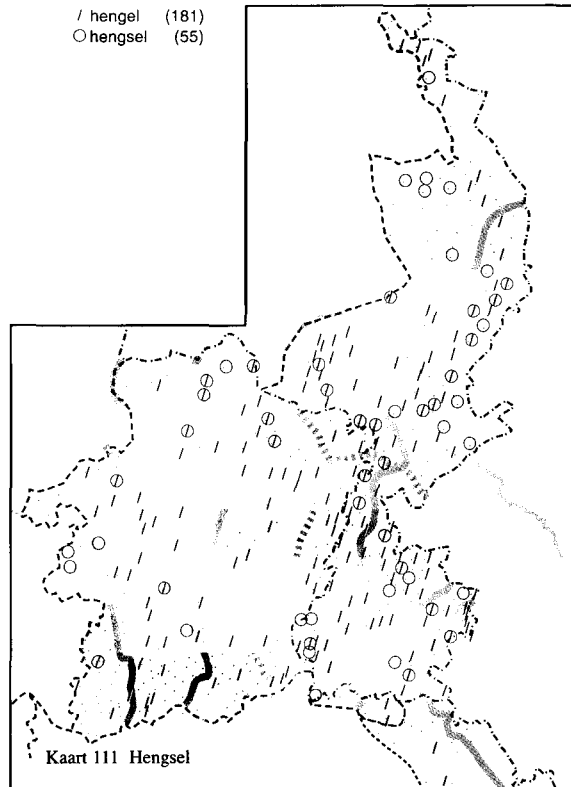 / hengel (181)
○ hengsel (55)
Kaart 111 Hengsel